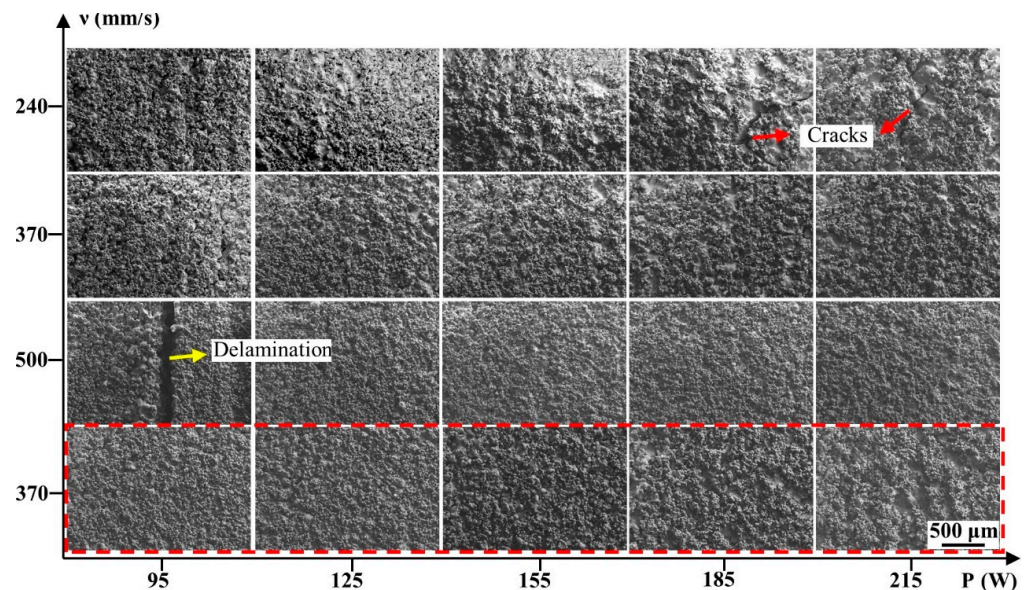 ν (mm/s)
240
Cracks
370
500
Delamination
370
500 μm
95
125
155
185
215
P (W)